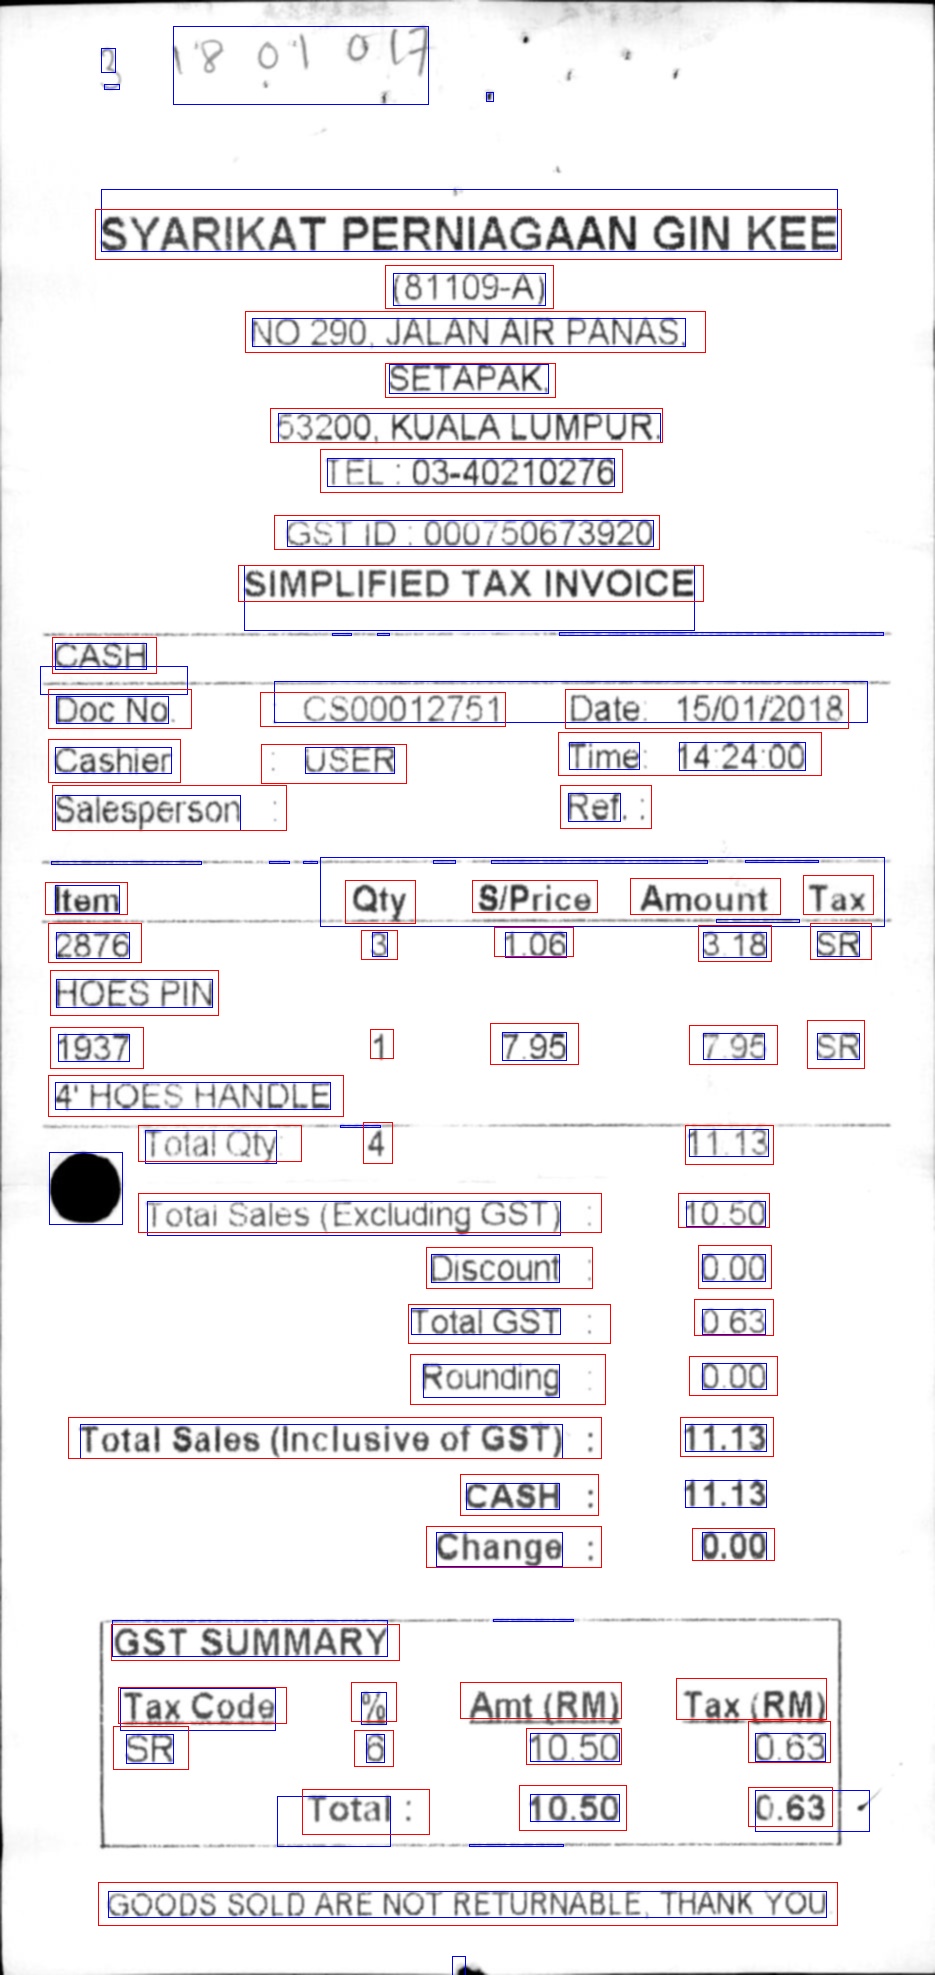 3 18 01 017
SYARIKAT PERNIAGAAN GIN KEE
(81109-A)
NO 290, JALAN AIR PANAS,
SETAPAK,
53200, KUALA LUMPUR.
TEL : 03-40210276
GST ID : 000750673920
SIMPLIFIED TAX INVOICE
CASH
Doc No. CS00012751 Date: 15/01/2018
Cashier : USER Time: 14:24:00
Salesperson : Ref. :
Item Qty S/Price Amount Tax
2876 3 1.06 3.18 SR
HOES PIN
1937 1 7.95 7.95 SR
4' HOES HANDLE
Total Qty: 4 11.13
Total Sales (Excluding GST) : 10.50
Discount : 0.00
Total GST : 0.63
Rounding : 0.00
Total Sales (Inclusive of GST) : 11.13
CASH : 11.13
Change : 0.00
GST SUMMARY
Tax Code % Amt (RM) Tax (RM)
SR 6 10.50 0.63
Total : 10.50 0.63
GOODS SOLD ARE NOT RETURNABLE, THANK YOU